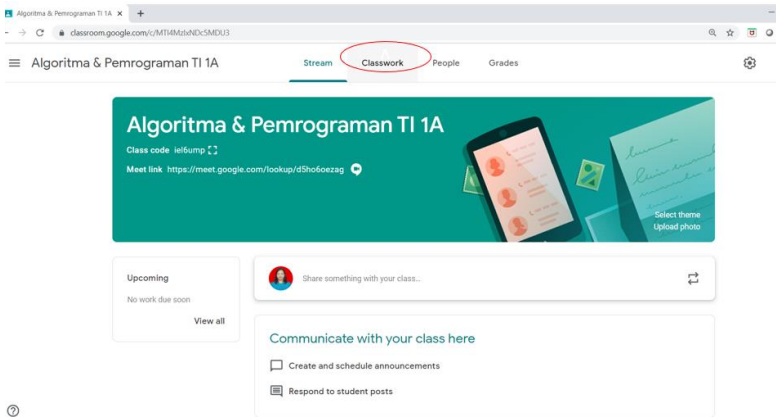 Algoritma & Pemrograman TI 1A
classroom.google.com/c/MTI4MzIxNDc5MDU3
Algoritma & Pemrograman TI 1A
Stream Classwork People Grades
Algoritma & Pemrograman TI 1A
Class code iel6ump
Meet link https://meet.google.com/lookup/d5ho6oezag
Select theme
Upload photo
Upcoming
No work due soon
View all
Share something with your class...
Communicate with your class here
Create and schedule announcements
Respond to student posts